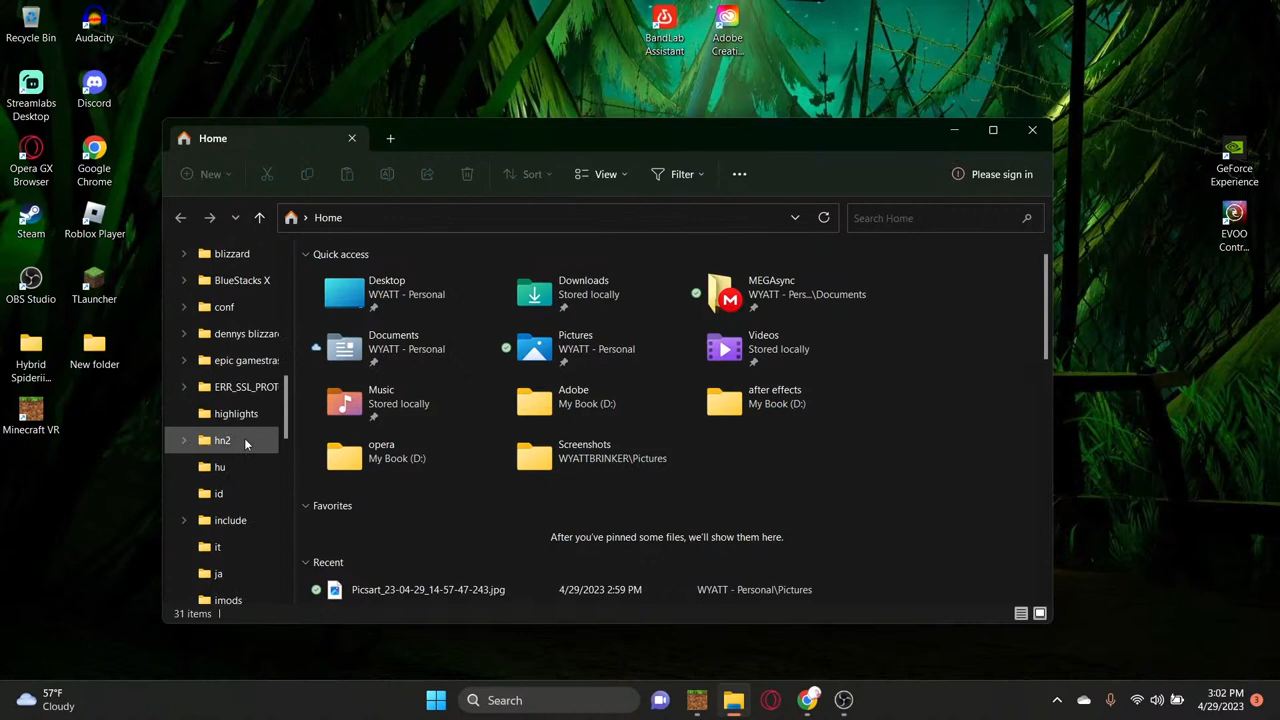 Recycle Bin
Audacity
Streamlabs
Desktop
Discord
Opera GX
Browser
Google
Chrome
Steam
Roblox Player
OBS Studio
TLauncher
Hybrid
Spiderii...
New folder
Minecraft VR
BandLab
Assistant
Adobe
Creati...
GeForce
Experience
EVOO
Contr...
Home
New
Sort
View
Filter
Please sign in
Home
Search Home
blizzard
BlueStacks X
conf
dennys blizzar
epic gamestra
ERR_SSL_PROT
highlights
hn2
hu
id
include
it
ja
imods
Quick access
Desktop
WYATT - Personal
Downloads
Stored locally
MEGAsync
WYATT - Pers...\Documents
Documents
WYATT - Personal
Pictures
WYATT - Personal
Videos
Stored locally
Music
Stored locally
Adobe
My Book (D:)
after effects
My Book (D:)
opera
My Book (D:)
Screenshots
WYATTBRINKER\Pictures
Favorites
After you've pinned some files, we'll show them here.
Recent
Picsart_23-04-29_14-57-47-243.jpg 4/29/2023 2:59 PM WYATT - Personal\Pictures
31 items
57°F
Cloudy
Search
3:02 PM
4/29/2023
3